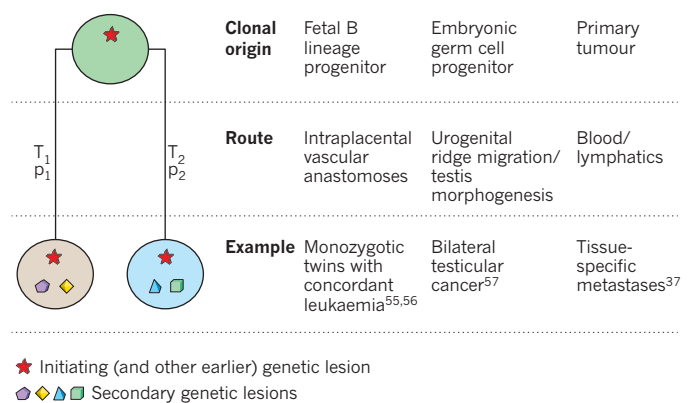 Clonal origin
Fetal B lineage progenitor
Embryonic germ cell progenitor
Primary tumour
T1 p1
T2 p2
Route
Intraplacental vascular anastomoses
Urogenital ridge migration/ testis morphogenesis
Blood/ lymphatics
Example
Monozygotic twins with concordant leukaemia55,56
Bilateral testicular cancer57
Tissue-specific metastases37
Initiating (and other earlier) genetic lesion
Secondary genetic lesions